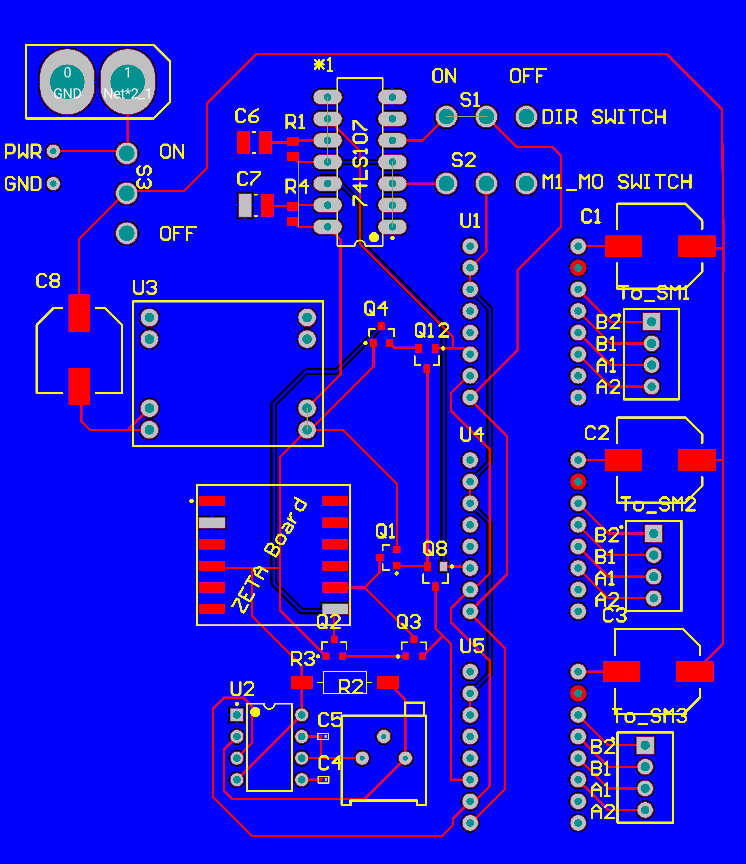 *1
ON OFF
0
GND
1
Net*2_1
C6
R1
74LS107
S1
DIR SWITCH
PWR
ON
S3
GND
OFF
C7
R4
S2
M1_MO SWITCH
U1
C1
C8
U3
To_SM1
Q4
Q12
B2
B1
A1
A2
U4
C2
ZETA Board
To_SM2
Q1
Q8
B2
B1
A1
A2
C3
Q2
Q3
U5
R3
R2
U2
C5
C4
To_SM3
B2
B1
A1
A2